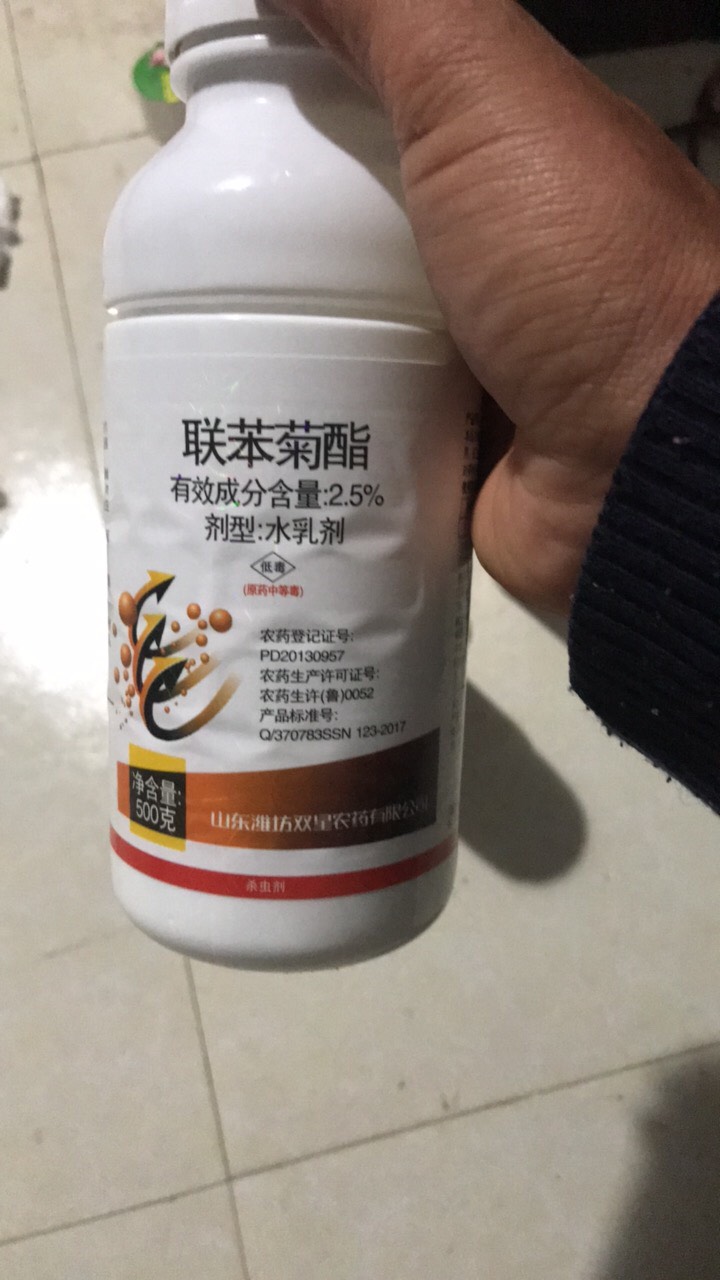 联苯菊酯
有效成分含量:2.5%
剂型:水乳剂
低毒
(原药中等毒)
农药登记证号:
PD20130957
农药生产许可证号:
农药生许(鲁)0052
产品标准号:
Q/370783SSN 123-2017
净含量:
500克
山东潍坊双星农药有限公司
杀虫剂